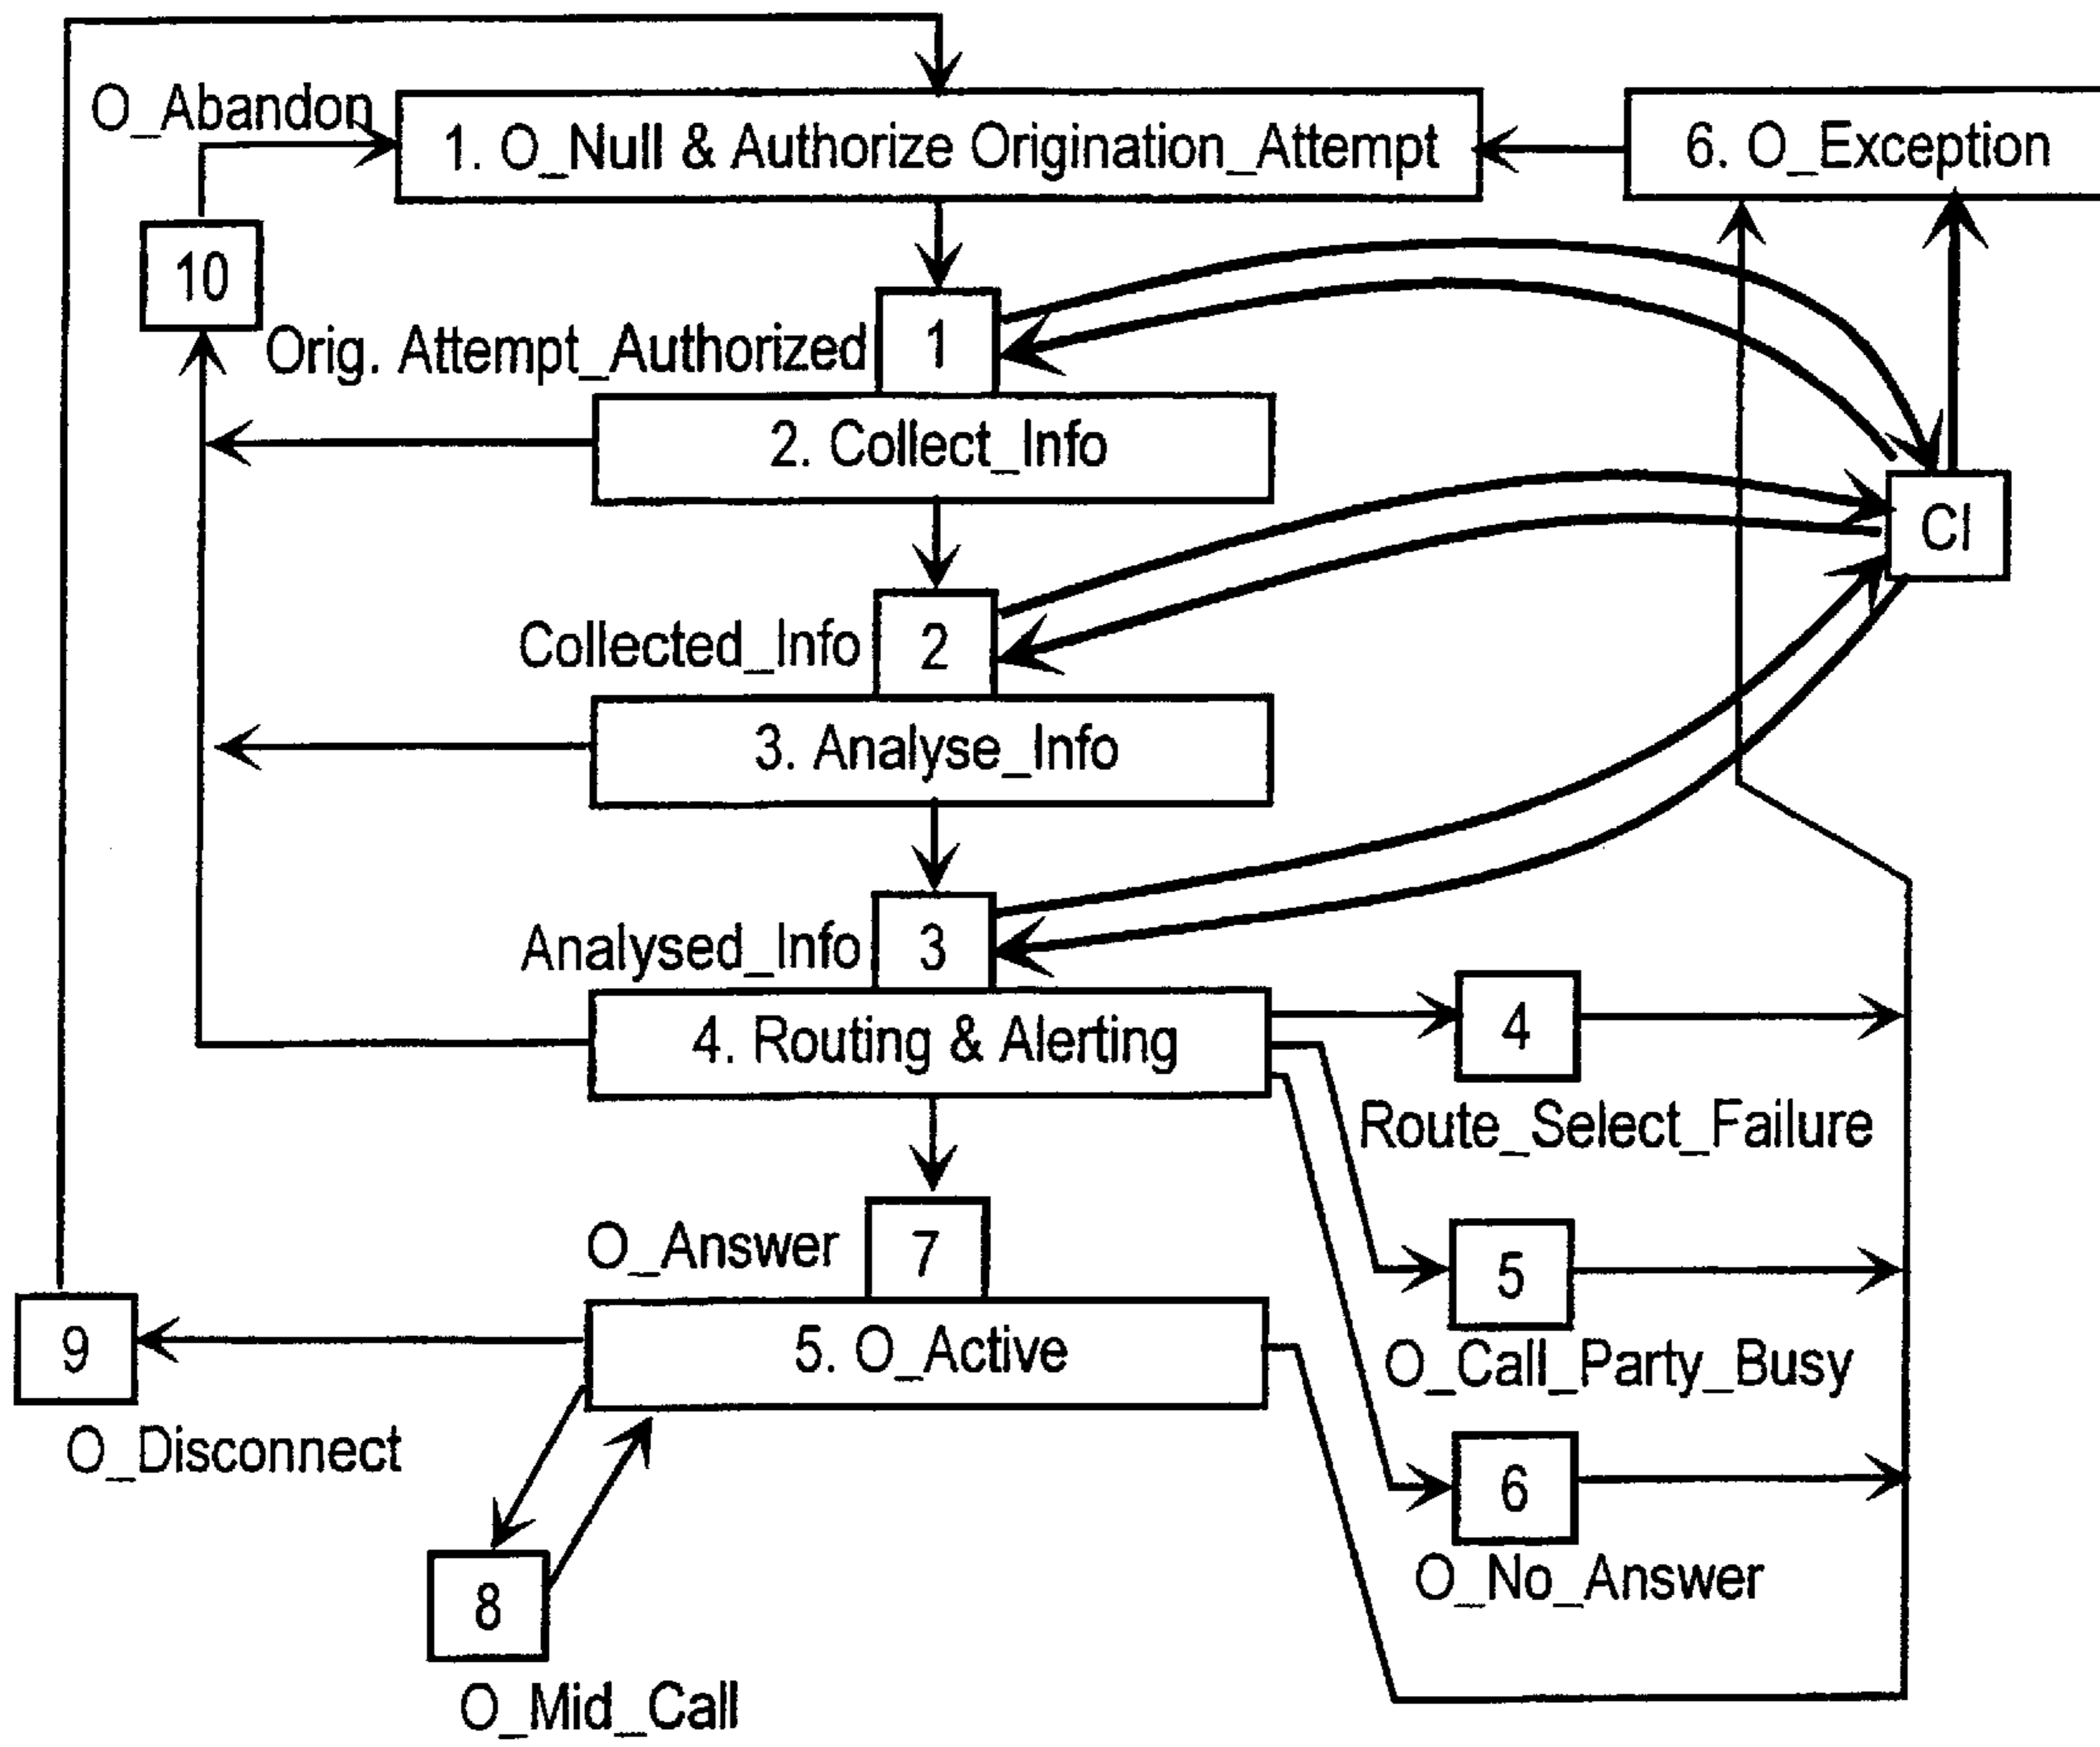 O_Abandon
1. O_Null & Authorize Origination_Attempt
6. O_Exception
10
Orig. Attempt_Authorized
1
2. Collect_Info
CI
Collected_Info
2
3. Analyse_Info
Analysed_Info
3
4. Routing & Alerting
4
Route_Select_Failure
O_Answer
7
5
9
5. O_Active
O_Call_Party_Busy
O_Disconnect
6
O_No_Answer
8
O_Mid_Call